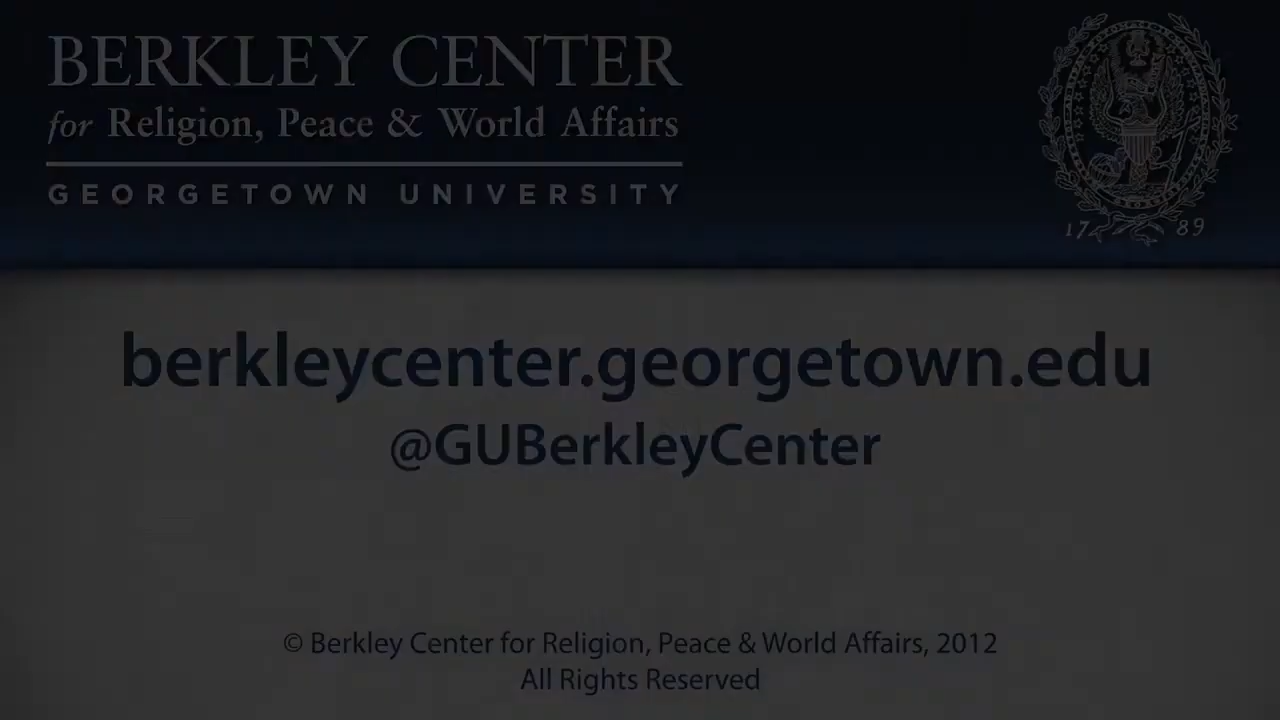 BERKLEY CENTER
for Religion, Peace & World Affairs
GEORGETOWN UNIVERSITY
17 89
berkleycenter.georgetown.edu
@GUBerkleyCenter
© Berkley Center for Religion, Peace & World Affairs, 2012
All Rights Reserved